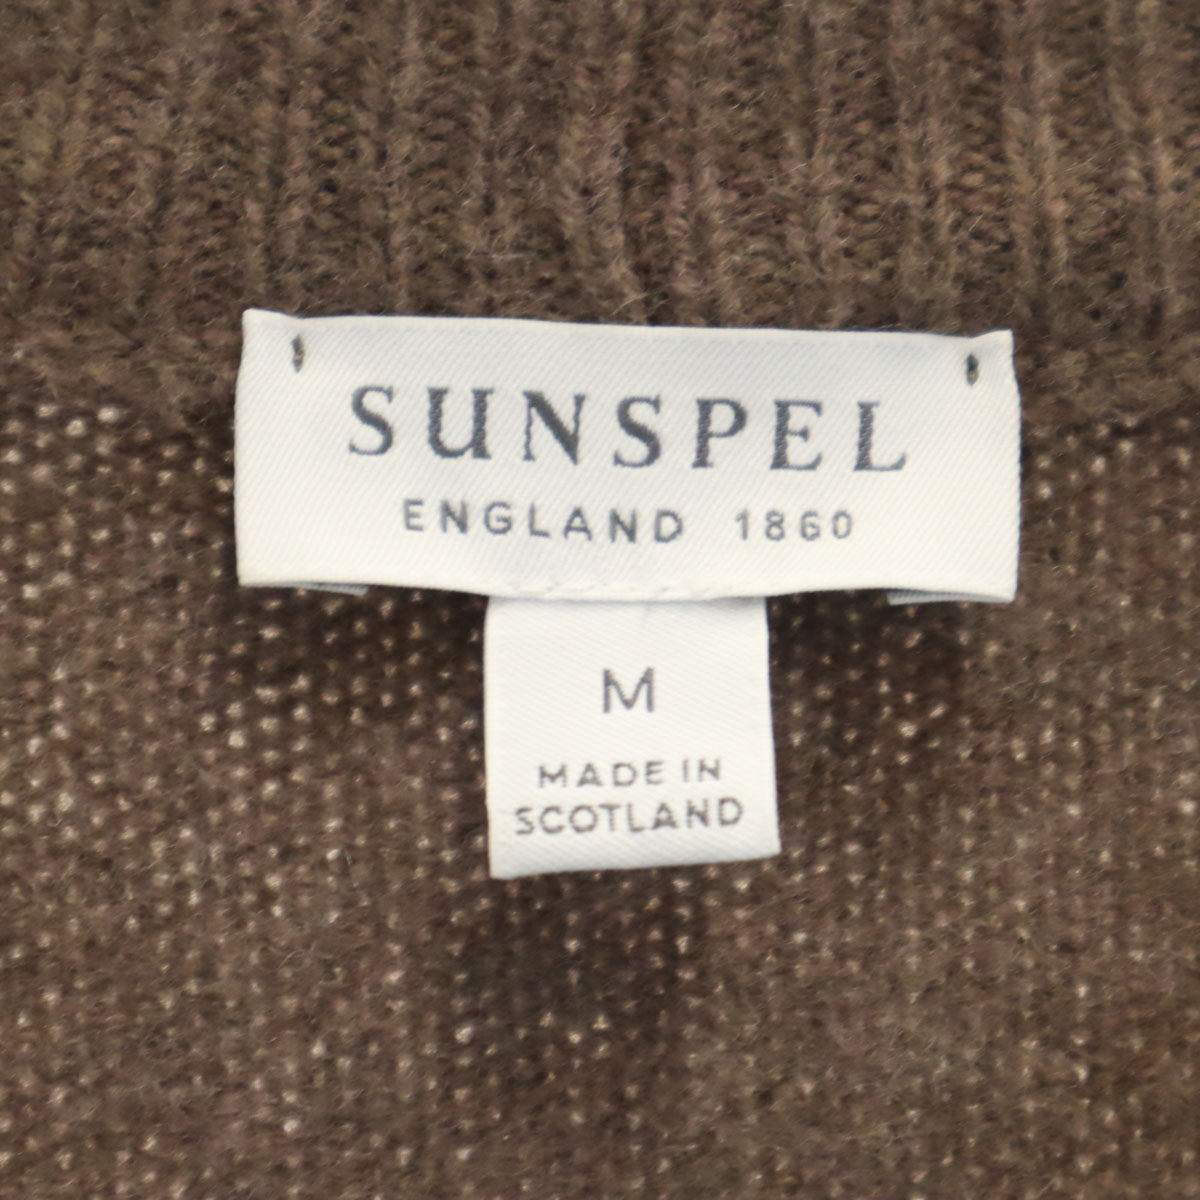 SUNSPEL
ENGLAND 1860
M
MADE IN
SCOTLAND